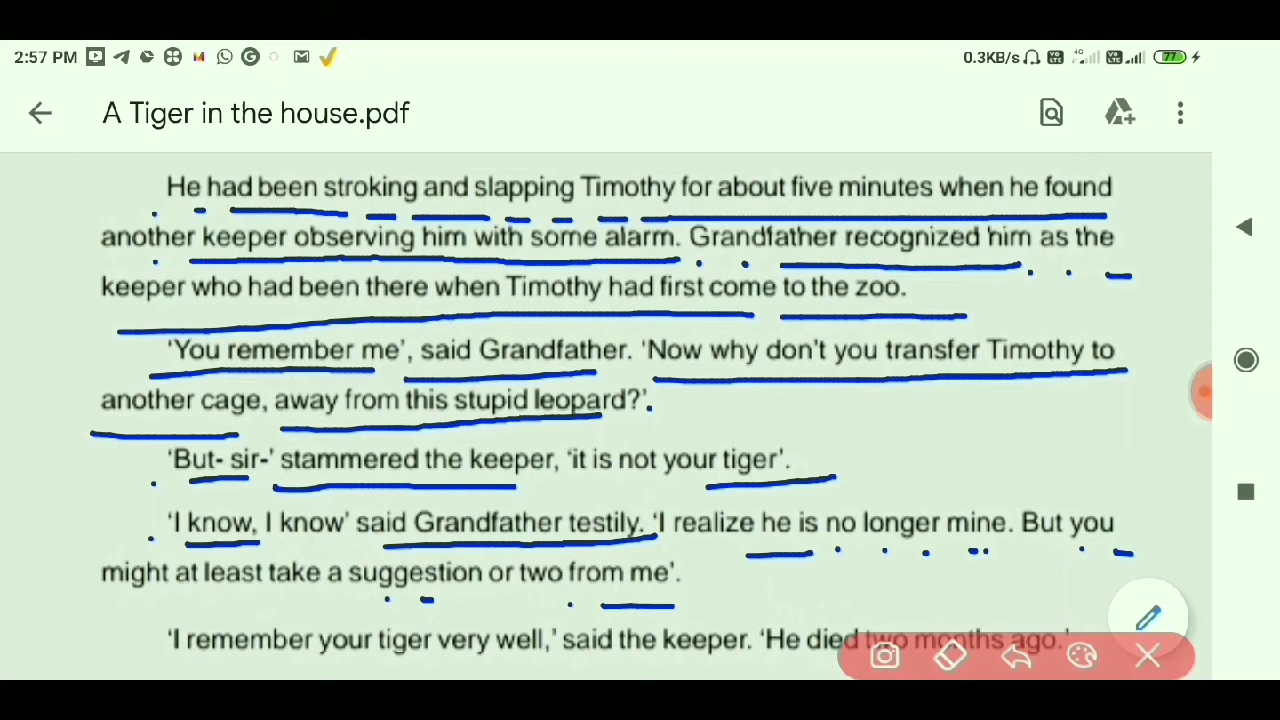 2:57 PM
0.3KB/s 4G 77
A Tiger in the house.pdf
He had been stroking and slapping Timothy for about five minutes when he found
another keeper observing him with some alarm. Grandfather recognized him as the
keeper who had been there when Timothy had first come to the zoo.
‘You remember me’, said Grandfather. ‘Now why don’t you transfer Timothy to
another cage, away from this stupid leopard?’.
‘But- sir-’ stammered the keeper, ‘it is not your tiger’.
‘I know, I know’ said Grandfather testily. ‘I realize he is no longer mine. But you
might at least take a suggestion or two from me’.
‘I remember your tiger very well,’ said the keeper. ‘He died two months ago.’